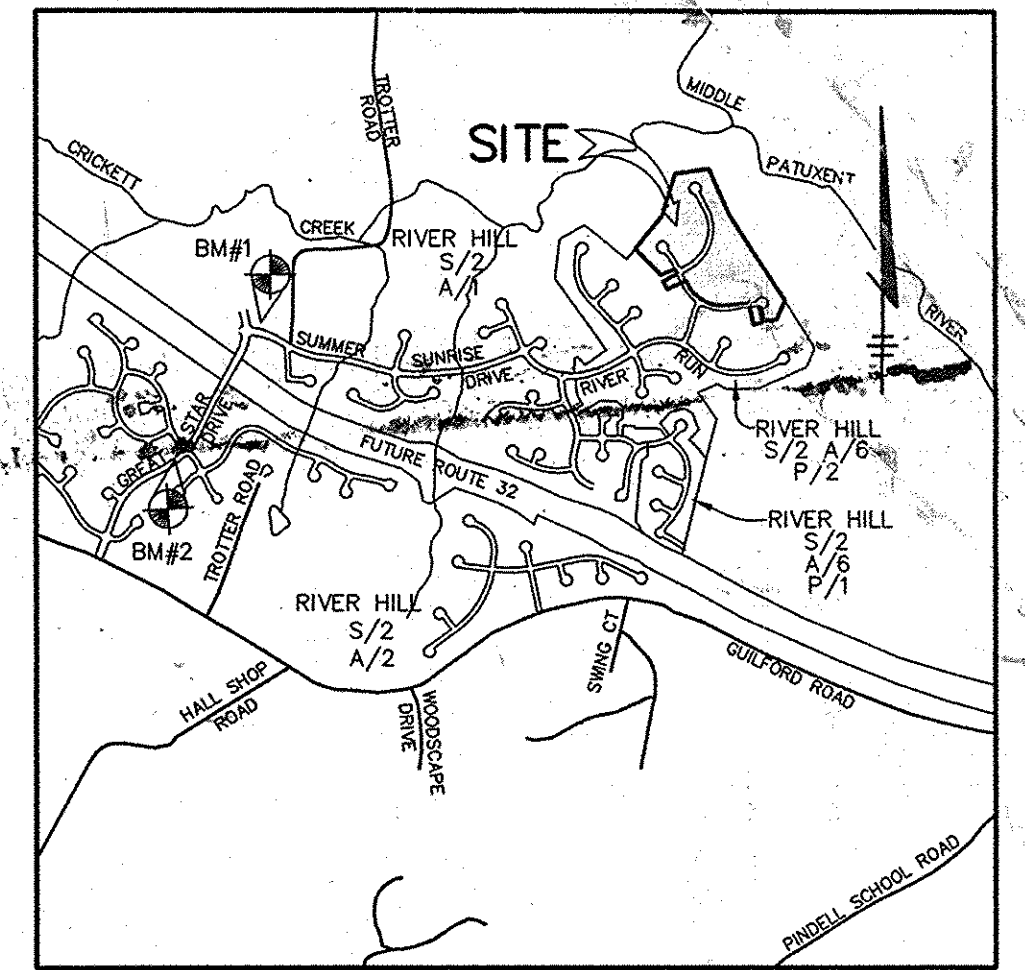 MIDDLE
PATUXENT
RIVER
TROTTER
ROAD
SITE
CRICKETT
CREEK
BM#1
RIVER HILL
S/2
A/1
SUMMER
SUNRISE
DRIVE
RIVER
RUN
GREAT STAR
DRIVE
FUTURE ROUTE 32
RIVER HILL
S/2 A/6
P/2
BM#2
TROTTER ROAD
RIVER HILL
S/2
A/6
P/1
RIVER HILL
S/2
A/2
SWING CT
GUILFORD ROAD
HALL SHOP
ROAD
WOODSCAPE
DRIVE
PINDELL SCHOOL ROAD